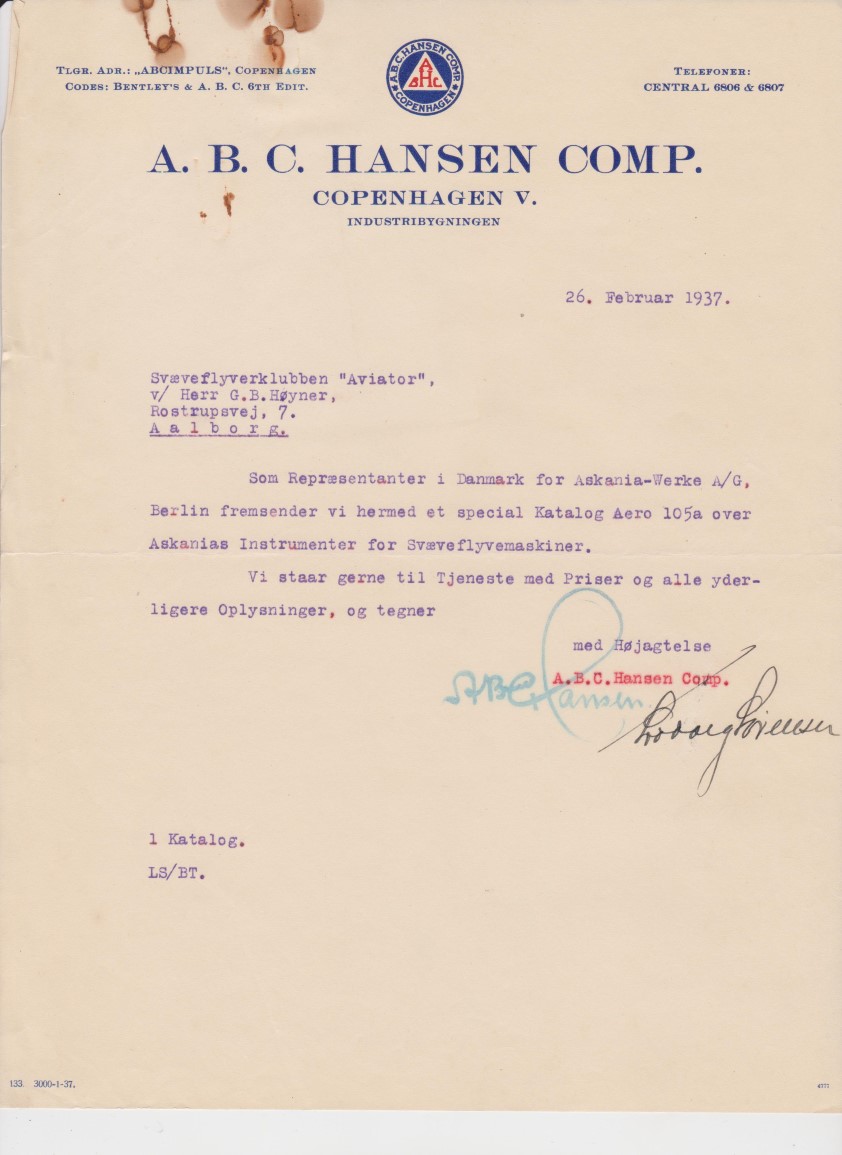 TLGR. ADR.: „ABCIMPULS", COPENHAGEN
CODES: BENTLEY'S & A. B. C. 6TH EDIT.
A.B.C. HANSEN COMP.
COPENHAGEN
A
BHC
TELEFONER:
CENTRAL 6806 & 6807
A. B. C. HANSEN COMP.
COPENHAGEN V.
INDUSTRIBYGNINGEN
26. Februar 1937.
Svæveflyverklubben "Aviator",
v/ Herr G.B.Høyner,
Rostrupsvej, 7.
A a l b o r g.
Som Repræsentanter i Danmark for Askania-Werke A/G,
Berlin fremsender vi hermed et special Katalog Aero 105a over
Askanias Instrumenter for Svæveflyvemaskiner.
Vi staar gerne til Tjeneste med Priser og alle yder-
ligere Oplysninger, og tegner
med Højagtelse
A.B.C.Hansen Comp.
ABCHansen.
Sørensen
1 Katalog.
LS/BT.
133. 3000-1-37.